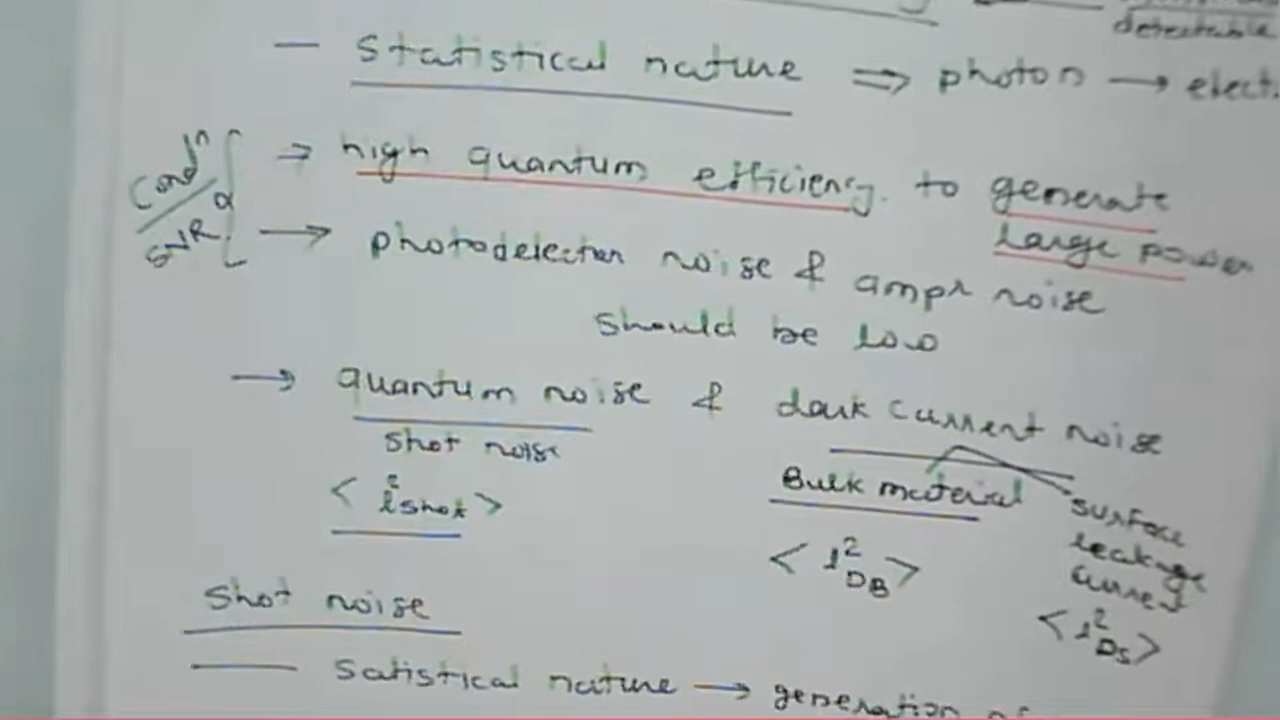 detectable
— Statistical nature ⇒ photon → elect
Condⁿ α SNR
⇒ high quantum efficiency. to generate
large power
→ photodetector noise & ampr noise
should be low
→ quantum noise & dark current noise
shot noise
< i²shot >
Bulk material
< i²DB >
surface
leakage
current
< i²Ds >
Shot noise
— Satistical nature → generation of